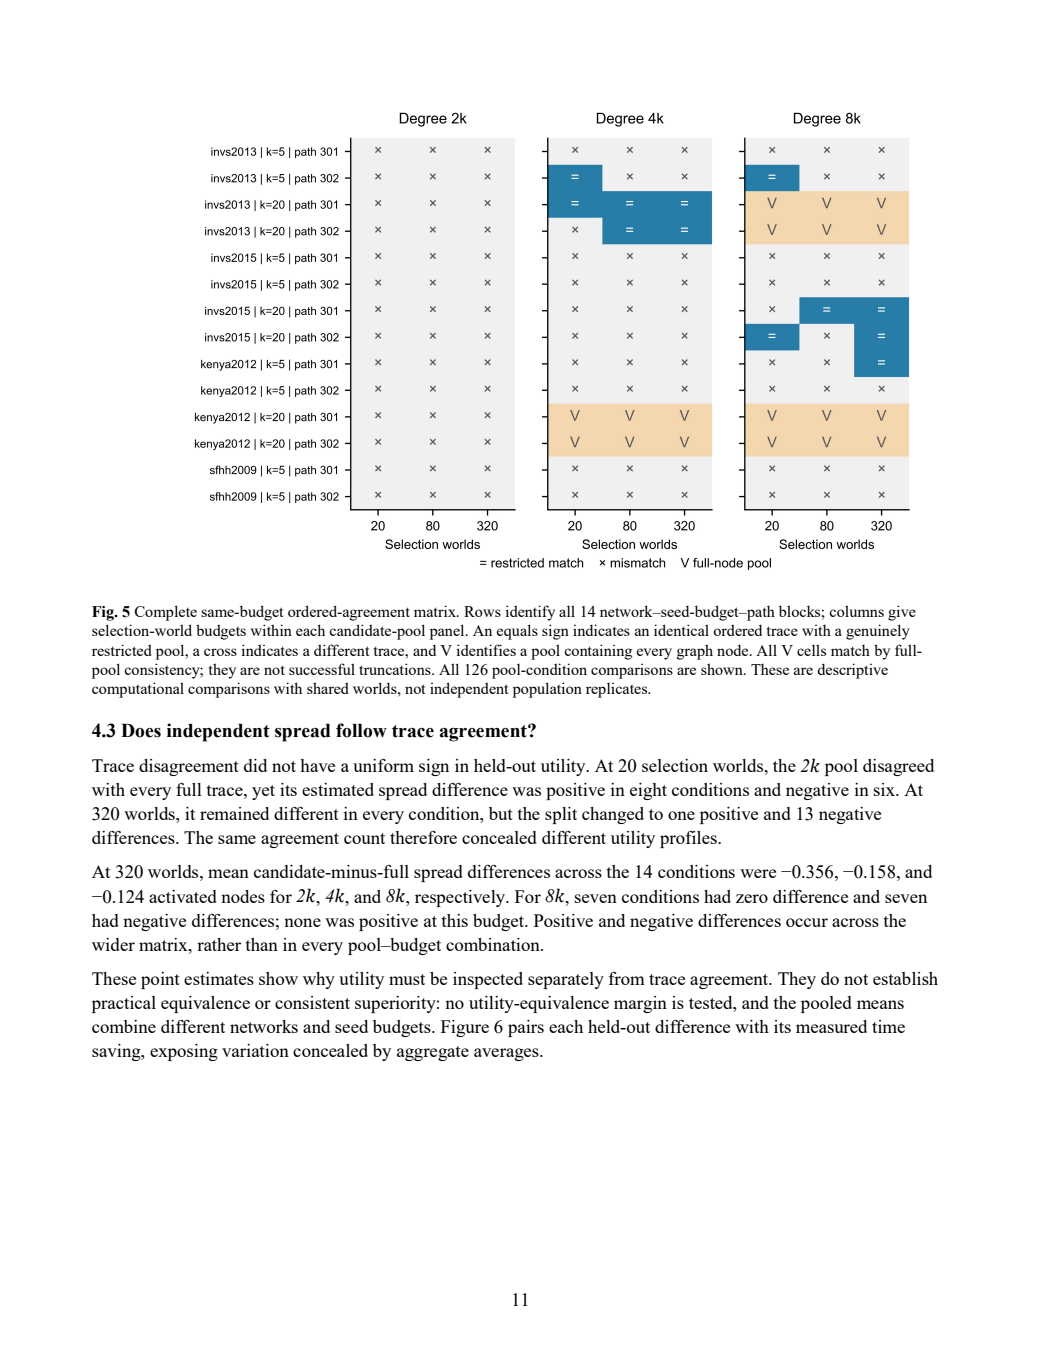 Degree 2k Degree 4k Degree 8k
invs2013 | k=5 | path 301 × × × × × × × × ×
invs2013 | k=5 | path 302 × × × = × × = × ×
invs2013 | k=20 | path 301 × × × = = = V V V
invs2013 | k=20 | path 302 × × × × = = V V V
invs2015 | k=5 | path 301 × × × × × × × × ×
invs2015 | k=5 | path 302 × × × × × × × × ×
invs2015 | k=20 | path 301 × × × × × × × = =
invs2015 | k=20 | path 302 × × × × × × = × =
kenya2012 | k=5 | path 301 × × × × × × × × =
kenya2012 | k=5 | path 302 × × × × × × × × ×
kenya2012 | k=20 | path 301 × × × V V V V V V
kenya2012 | k=20 | path 302 × × × V V V V V V
sfhh2009 | k=5 | path 301 × × × × × × × × ×
sfhh2009 | k=5 | path 302 × × × × × × × × ×
20 80 320 20 80 320 20 80 320
Selection worlds Selection worlds Selection worlds
= restricted match × mismatch V full-node pool
Fig. 5 Complete same-budget ordered-agreement matrix. Rows identify all 14 network–seed-budget–path blocks; columns give
selection-world budgets within each candidate-pool panel. An equals sign indicates an identical ordered trace with a genuinely
restricted pool, a cross indicates a different trace, and V identifies a pool containing every graph node. All V cells match by full-
pool consistency; they are not successful truncations. All 126 pool-condition comparisons are shown. These are descriptive
computational comparisons with shared worlds, not independent population replicates.
4.3 Does independent spread follow trace agreement?
Trace disagreement did not have a uniform sign in held-out utility. At 20 selection worlds, the 2k pool disagreed
with every full trace, yet its estimated spread difference was positive in eight conditions and negative in six. At
320 worlds, it remained different in every condition, but the split changed to one positive and 13 negative
differences. The same agreement count therefore concealed different utility profiles.
At 320 worlds, mean candidate-minus-full spread differences across the 14 conditions were −0.356, −0.158, and
−0.124 activated nodes for 2k, 4k, and 8k, respectively. For 8k, seven conditions had zero difference and seven
had negative differences; none was positive at this budget. Positive and negative differences occur across the
wider matrix, rather than in every pool–budget combination.
These point estimates show why utility must be inspected separately from trace agreement. They do not establish
practical equivalence or consistent superiority: no utility-equivalence margin is tested, and the pooled means
combine different networks and seed budgets. Figure 6 pairs each held-out difference with its measured time
saving, exposing variation concealed by aggregate averages.
11